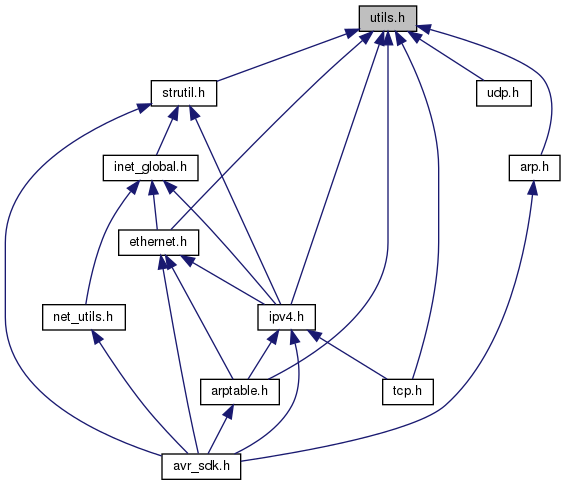 utils.h
strutil.h
udp.h
inet_global.h
arp.h
ethernet.h
net_utils.h
ipv4.h
arptable.h
tcp.h
avr_sdk.h